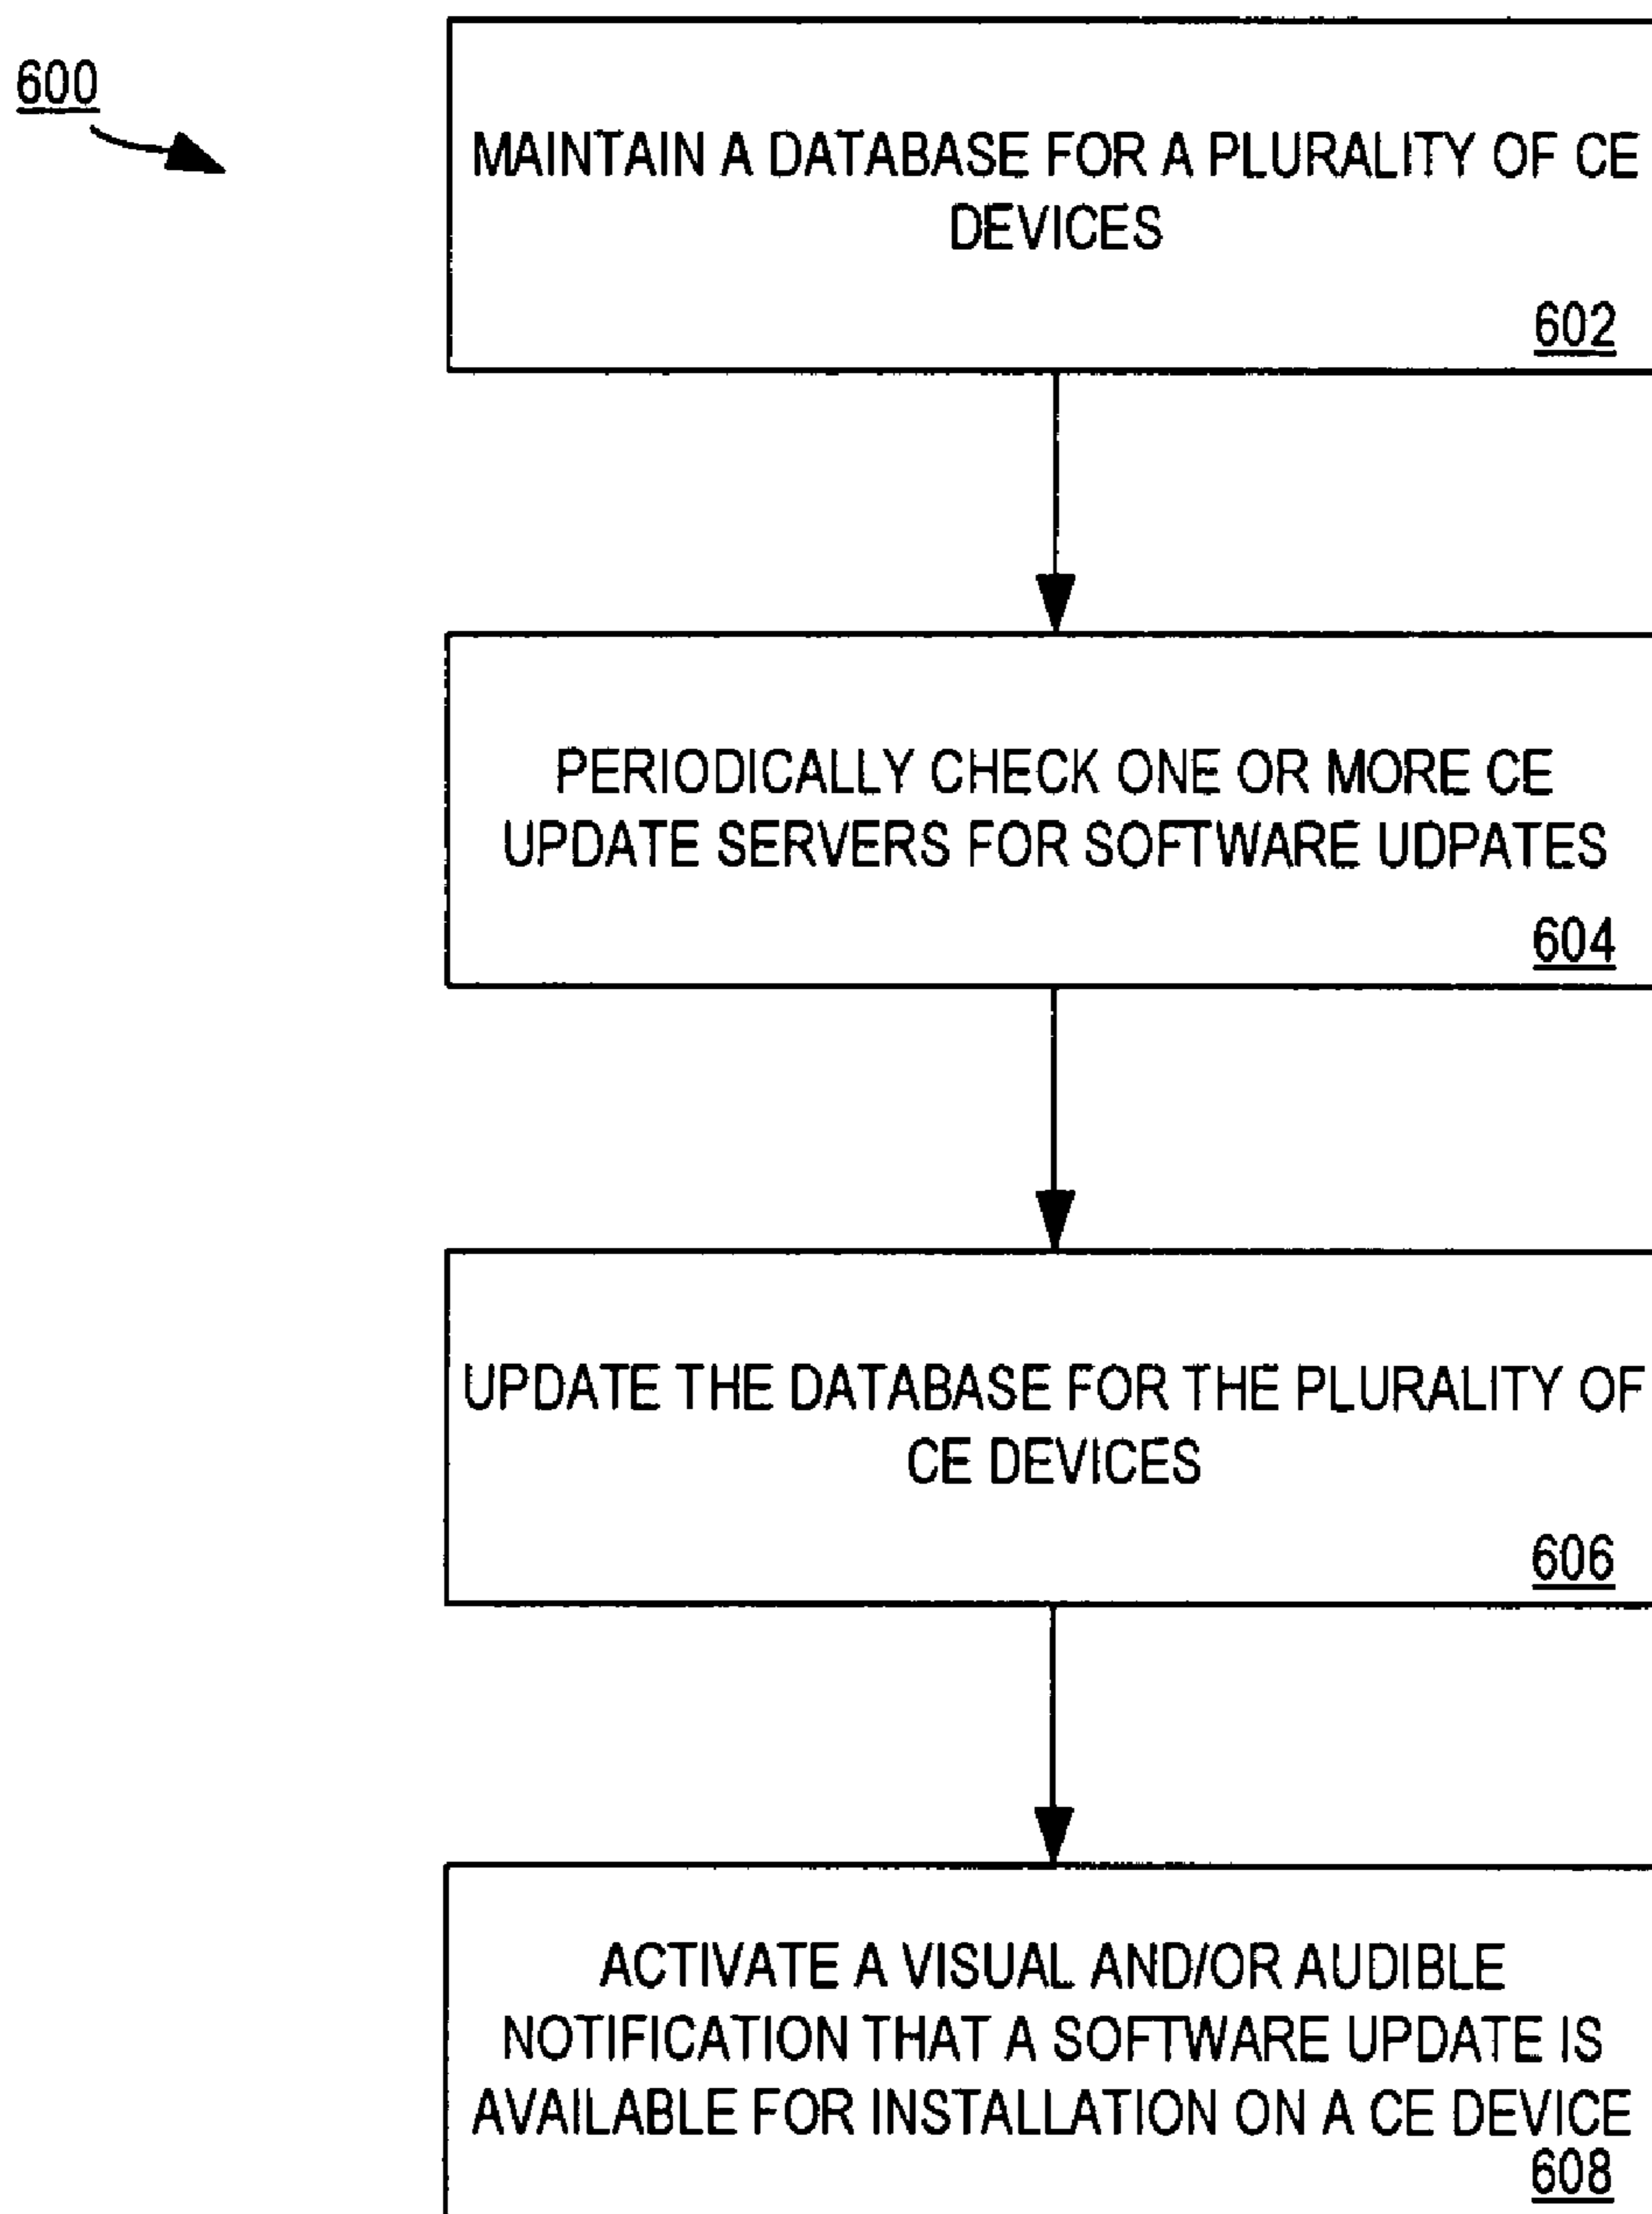 600
MAINTAIN A DATABASE FOR A PLURALITY OF CE
DEVICES
602
PERIODICALLY CHECK ONE OR MORE CE
UPDATE SERVERS FOR SOFTWARE UDPATES
604
UPDATE THE DATABASE FOR THE PLURALITY OF
CE DEVICES
606
ACTIVATE A VISUAL AND/OR AUDIBLE
NOTIFICATION THAT A SOFTWARE UPDATE IS
AVAILABLE FOR INSTALLATION ON A CE DEVICE
608